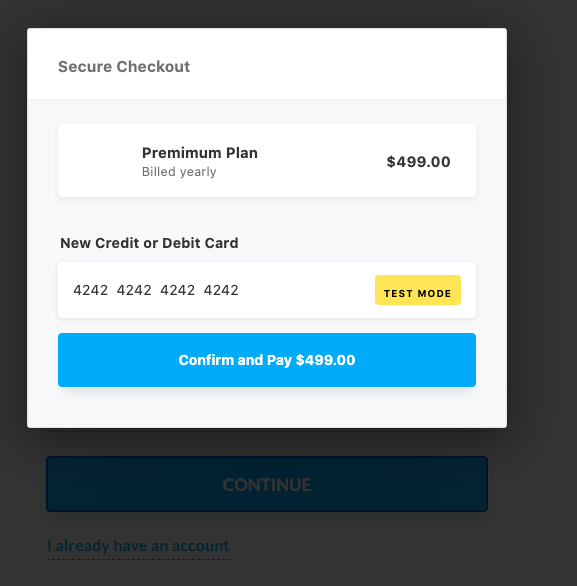 Secure Checkout
Premimum Plan
$499.00
Billed yearly
New Credit or Debit Card
4242 4242 4242 4242
TEST MODE
Confirm and Pay $499.00
CONTINUE
I already have an account